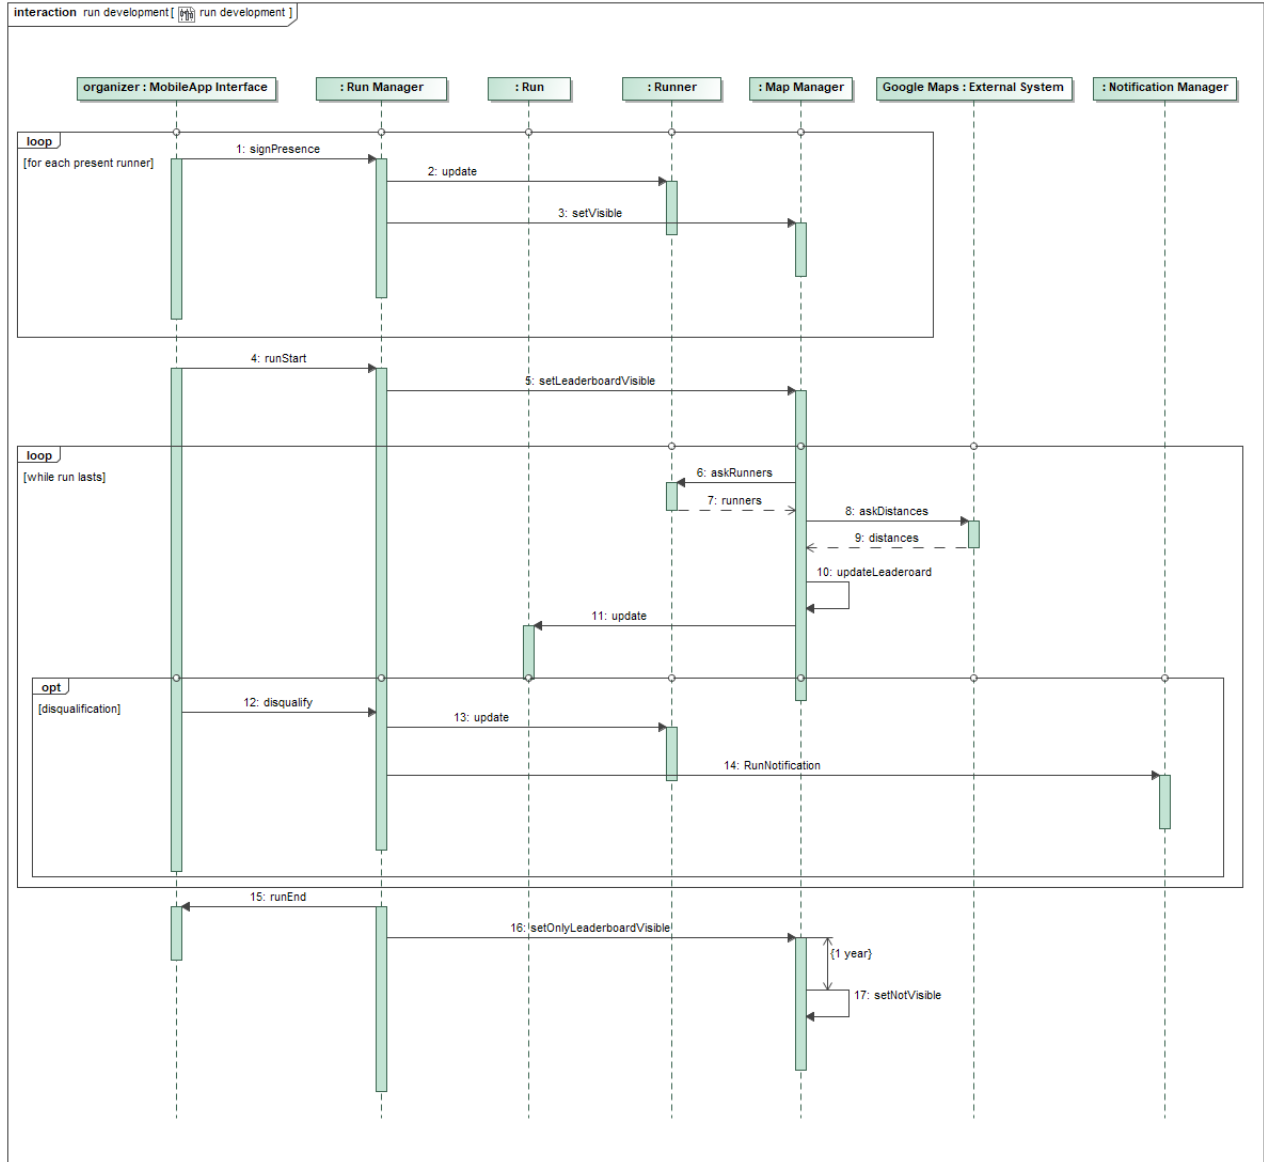 interaction run development [ run development ]
organizer : MobileApp Interface
: Run Manager
: Run
: Runner
: Map Manager
Google Maps : External System
: Notification Manager
loop
[for each present runner]
1: signPresence
2: update
3: setVisible
4: runStart
5: setLeaderboardVisible
loop
[while run lasts]
6: askRunners
7: runners
8: askDistances
9: distances
10: updateLeaderoard
11: update
opt
[disqualification]
12: disqualify
13: update
14: RunNotification
15: runEnd
16: setOnlyLeaderboardVisible
{1 year}
17: setNotVisible